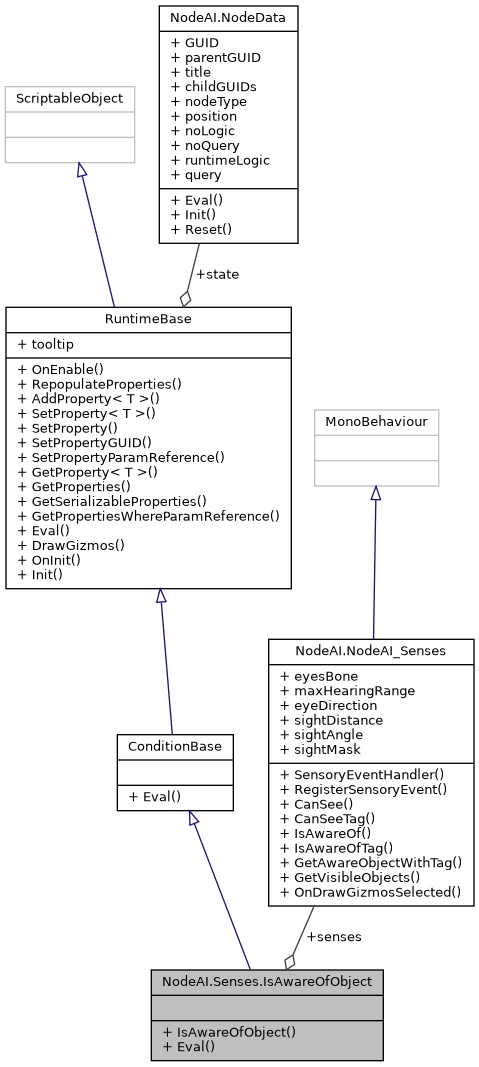 NodeAI.NodeData
+ GUID
+ parentGUID
+ title
+ childGUIDs
+ nodeType
+ position
+ noLogic
+ noQuery
+ runtimeLogic
+ query
+ Eval()
+ Init()
+ Reset()
ScriptableObject
+state
RuntimeBase
+ tooltip
+ OnEnable()
+ RepopulateProperties()
+ AddProperty< T >()
+ SetProperty< T >()
+ SetProperty()
+ SetPropertyGUID()
+ SetPropertyParamReference()
+ GetProperty< T >()
+ GetProperties()
+ GetSerializableProperties()
+ GetPropertiesWhereParamReference()
+ Eval()
+ DrawGizmos()
+ OnInit()
+ Init()
MonoBehaviour
NodeAI.NodeAI_Senses
+ eyesBone
+ maxHearingRange
+ eyeDirection
+ sightDistance
+ sightAngle
+ sightMask
+ SensoryEventHandler()
+ RegisterSensoryEvent()
+ CanSee()
+ CanSeeTag()
+ IsAwareOf()
+ IsAwareOfTag()
+ GetAwareObjectWithTag()
+ GetVisibleObjects()
+ OnDrawGizmosSelected()
ConditionBase
+ Eval()
+senses
NodeAI.Senses.IsAwareOfObject
+ IsAwareOfObject()
+ Eval()